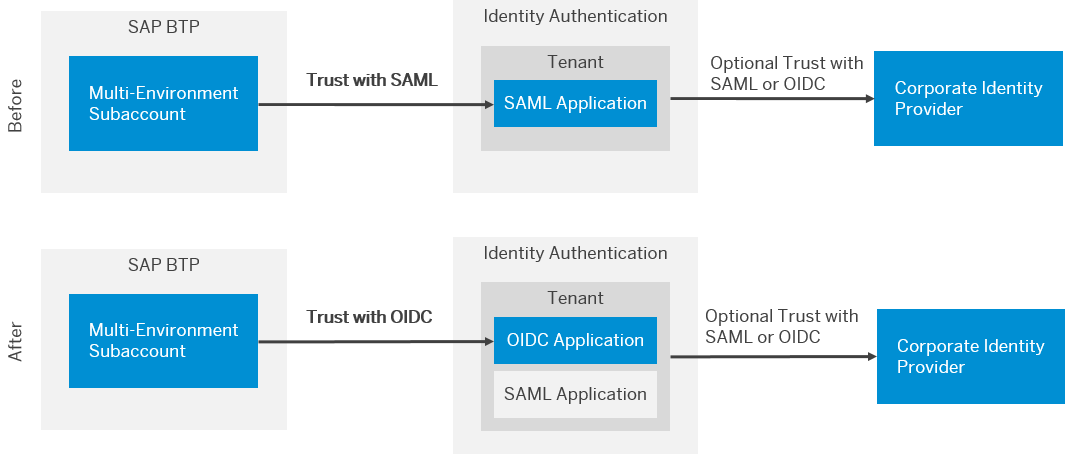 Before
SAP BTP
Multi-Environment
Subaccount
Trust with SAML
Identity Authentication
Tenant
SAML Application
Optional Trust with
SAML or OIDC
Corporate Identity
Provider
After
SAP BTP
Multi-Environment
Subaccount
Trust with OIDC
Identity Authentication
Tenant
OIDC Application
SAML Application
Optional Trust with
SAML or OIDC
Corporate Identity
Provider